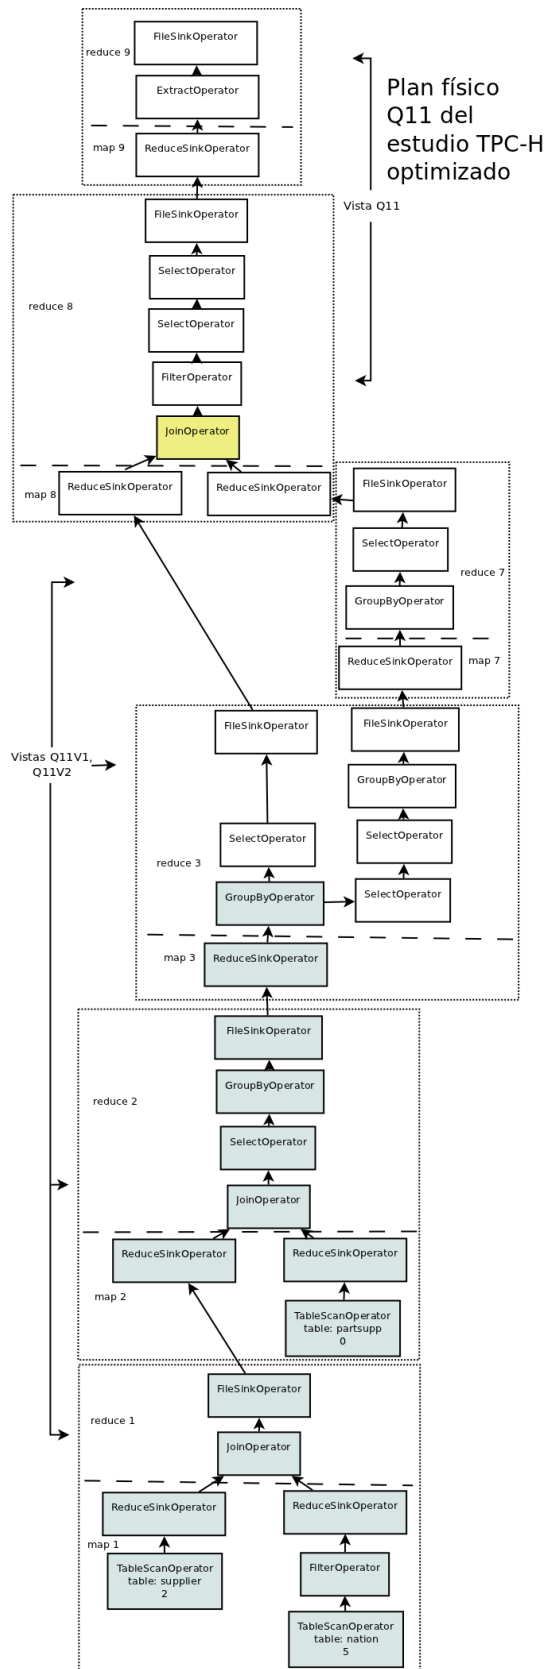 FileSinkOperator
reduce 9
ExtractOperator
map 9
ReduceSinkOperator
Plan físico
Q11 del
estudio TPC-H
optimizado
Vista Q11
FileSinkOperator
SelectOperator
reduce 8
SelectOperator
FilterOperator
JoinOperator
map 8
ReduceSinkOperator
ReduceSinkOperator
FileSinkOperator
SelectOperator
reduce 7
GroupByOperator
ReduceSinkOperator
map 7
Vistas Q11V1,
Q11V2
FileSinkOperator
FileSinkOperator
GroupByOperator
SelectOperator
SelectOperator
reduce 3
GroupByOperator
SelectOperator
map 3
ReduceSinkOperator
FileSinkOperator
GroupByOperator
reduce 2
SelectOperator
JoinOperator
ReduceSinkOperator
ReduceSinkOperator
map 2
TableScanOperator
table: partsupp
0
FileSinkOperator
reduce 1
JoinOperator
ReduceSinkOperator
ReduceSinkOperator
map 1
TableScanOperator
table: supplier
2
FilterOperator
TableScanOperator
table: nation
5